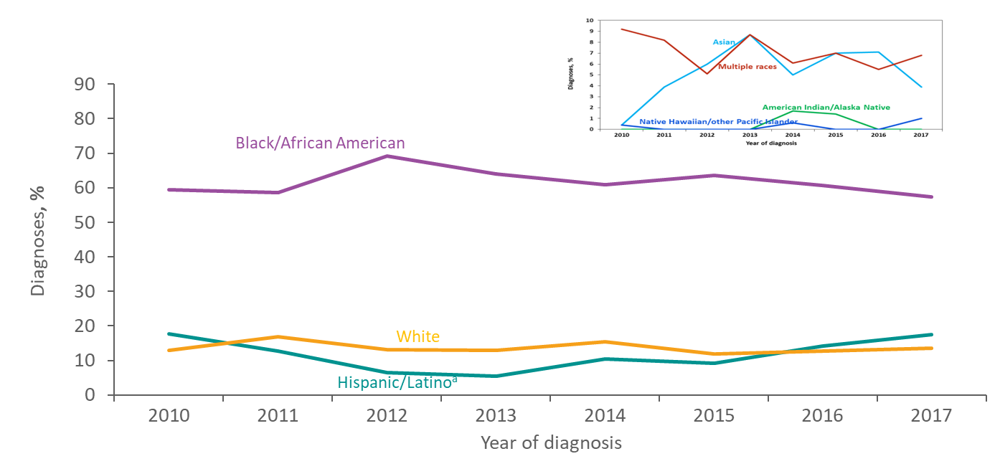 10
9
8
7
6
5
4
3
2
1
0
Diagnoses, %
Asian
Multiple races
American Indian/Alaska Native
Native Hawaiian/other Pacific Islander
2010 2011 2012 2013 2014 2015 2016 2017
Year of diagnosis
90
80
70
60
50
40
30
20
10
0
Diagnoses, %
Black/African American
White
Hispanic/Latinoᵃ
2010 2011 2012 2013 2014 2015 2016 2017
Year of diagnosis